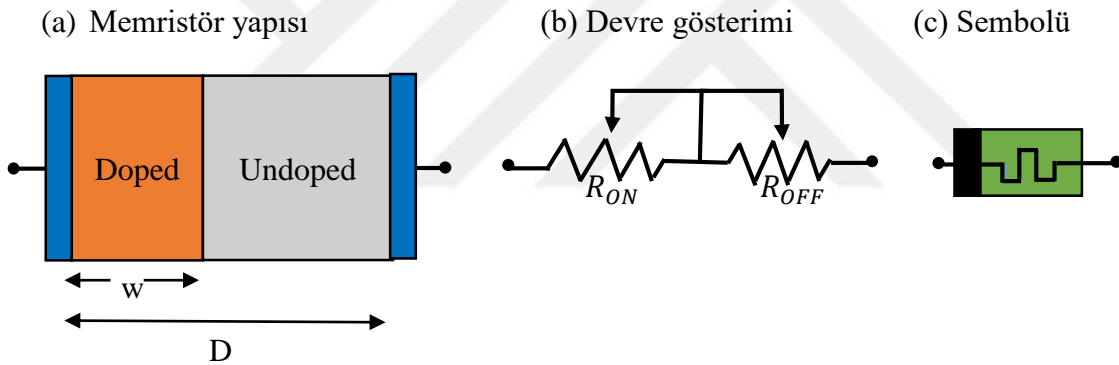 (a) Memristör yapısı
(b) Devre gösterimi
(c) Sembolü
Doped
Undoped
R_ON
R_OFF
w
D